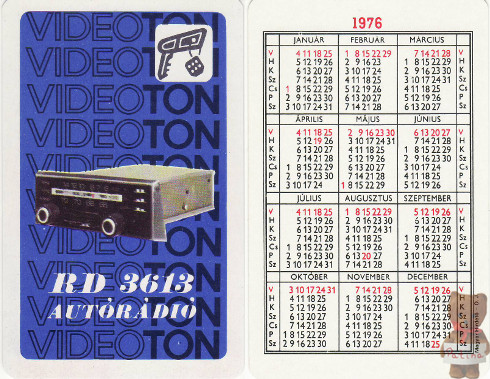 VIDEOTON
VIDEOTON
VIDEOTON
VIDEOTON
VIDEOTON
VIDEOTON
VIDEOTON
VIDEOTON
VIDEOTON
VIDEOTON
RD 3613
AUTÓRÁDIÓ
1976
JANUÁR FEBRUÁR MÁRCIUS
V 4 11 18 25 1 8 15 22 29 7 14 21 28 V
H 5 12 19 26 2 9 16 23 1 8 15 22 29 H
K 6 13 20 27 3 10 17 24 2 9 16 23 30 K
Sz 7 14 21 28 4 11 18 25 3 10 17 24 31 Sz
Cs 1 8 15 22 29 5 12 19 26 4 11 18 25 Cs
P 2 9 16 23 30 6 13 20 27 5 12 19 26 P
Sz 3 10 17 24 31 7 14 21 28 6 13 20 27 Sz
ÁPRILIS MÁJUS JÚNIUS
V 4 11 18 25 2 9 16 23 30 6 13 20 27 V
H 5 12 19 26 3 10 17 24 31 7 14 21 28 H
K 6 13 20 27 4 11 18 25 1 8 15 22 29 K
Sz 7 14 21 28 5 12 19 26 2 9 16 23 30 Sz
Cs 1 8 15 22 29 6 13 20 27 3 10 17 24 Cs
P 2 9 16 23 30 7 14 21 28 4 11 18 25 P
Sz 3 10 17 24 1 8 15 22 29 5 12 19 26 Sz
JÚLIUS AUGUSZTUS SZEPTEMBER
V 4 11 18 25 1 8 15 22 29 5 12 19 26 V
H 5 12 19 26 2 9 16 23 30 6 13 20 27 H
K 6 13 20 27 3 10 17 24 31 7 14 21 28 K
Sz 7 14 21 28 4 11 18 25 1 8 15 22 29 Sz
Cs 1 8 15 22 29 5 12 19 26 2 9 16 23 30 Cs
P 2 9 16 23 30 6 13 20 27 3 10 17 24 P
Sz 3 10 17 24 31 7 14 21 28 4 11 18 25 Sz
OKTÓBER NOVEMBER DECEMBER
V 3 10 17 24 31 7 14 21 28 5 12 19 26 V
H 4 11 18 25 1 8 15 22 29 6 13 20 27 H
K 5 12 19 26 2 9 16 23 30 7 14 21 28 K
Sz 6 13 20 27 3 10 17 24 1 8 15 22 29
Cs 7 14 21 28 4 11 18 25 2 9 16 23 30
P 1 8 15 22 29 5 12 19 26 3 10 17 24 31
Sz 2 9 16 23 30 6 13 20 27 4 11 18 25 Sz